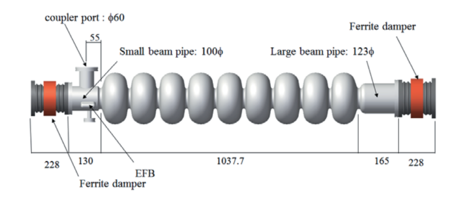 coupler port : ϕ60
55
Small beam pipe: 100ϕ
Large beam pipe: 123ϕ
Ferrite damper
228
130
1037.7
165
228
EFB
Ferrite damper